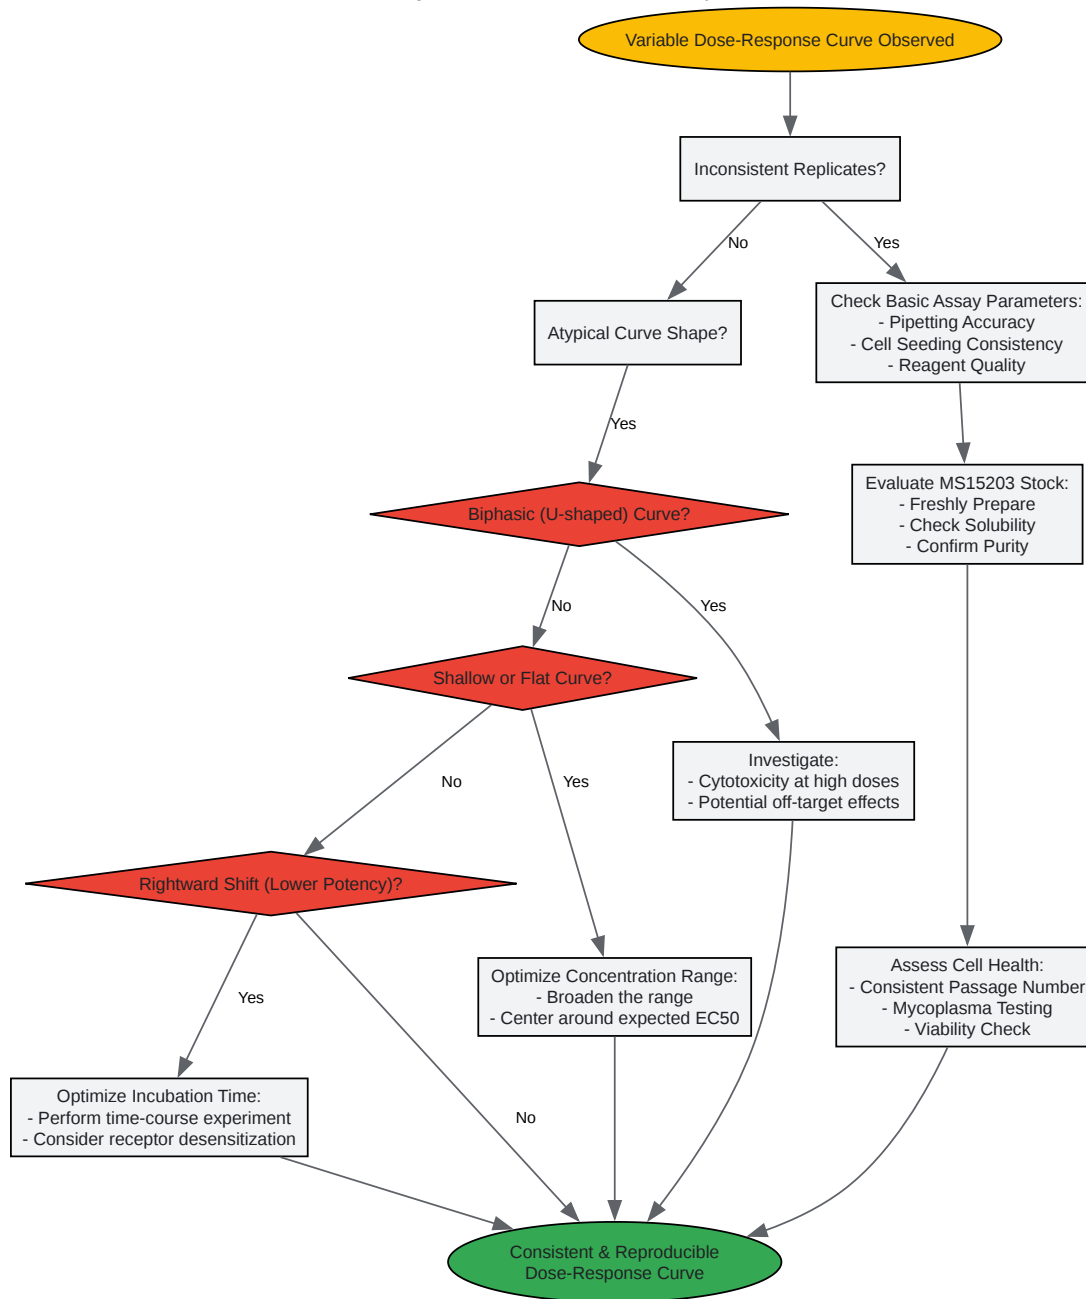 Variable Dose-Response Curve Observed
Inconsistent Replicates?
No
Yes
Atypical Curve Shape?
Check Basic Assay Parameters:
- Pipetting Accuracy
- Cell Seeding Consistency
- Reagent Quality
Yes
Biphasic (U-shaped) Curve?
Evaluate MS15203 Stock:
- Freshly Prepare
- Check Solubility
- Confirm Purity
No
Yes
Shallow or Flat Curve?
No
Yes
Investigate:
- Cytotoxicity at high doses
- Potential off-target effects
Rightward Shift (Lower Potency)?
Yes
Optimize Concentration Range:
- Broaden the range
- Center around expected EC50
Assess Cell Health:
- Consistent Passage Number
- Mycoplasma Testing
- Viability Check
Optimize Incubation Time:
- Perform time-course experiment
- Consider receptor desensitization
No
Consistent & Reproducible
Dose-Response Curve